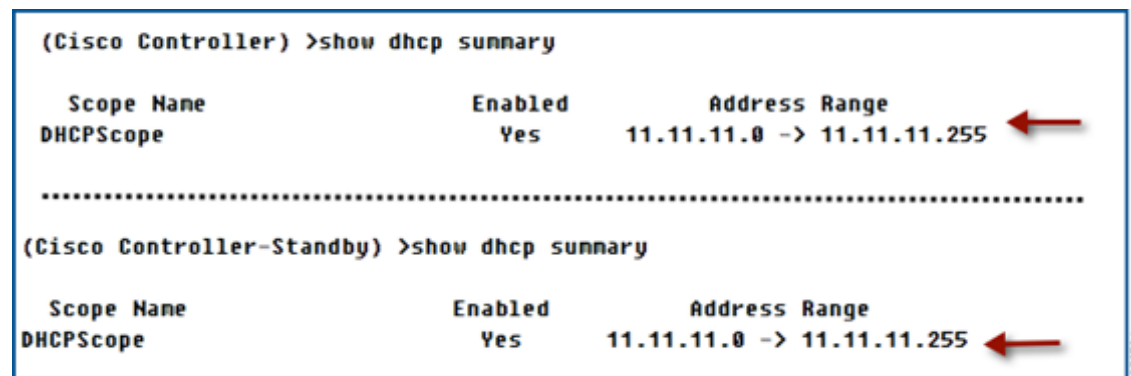 (Cisco Controller) >show dhcp summary
Scope Name Enabled Address Range
DHCPScope Yes 11.11.11.0 -> 11.11.11.255
(Cisco Controller-Standby) >show dhcp summary
Scope Name Enabled Address Range
DHCPScope Yes 11.11.11.0 -> 11.11.11.255